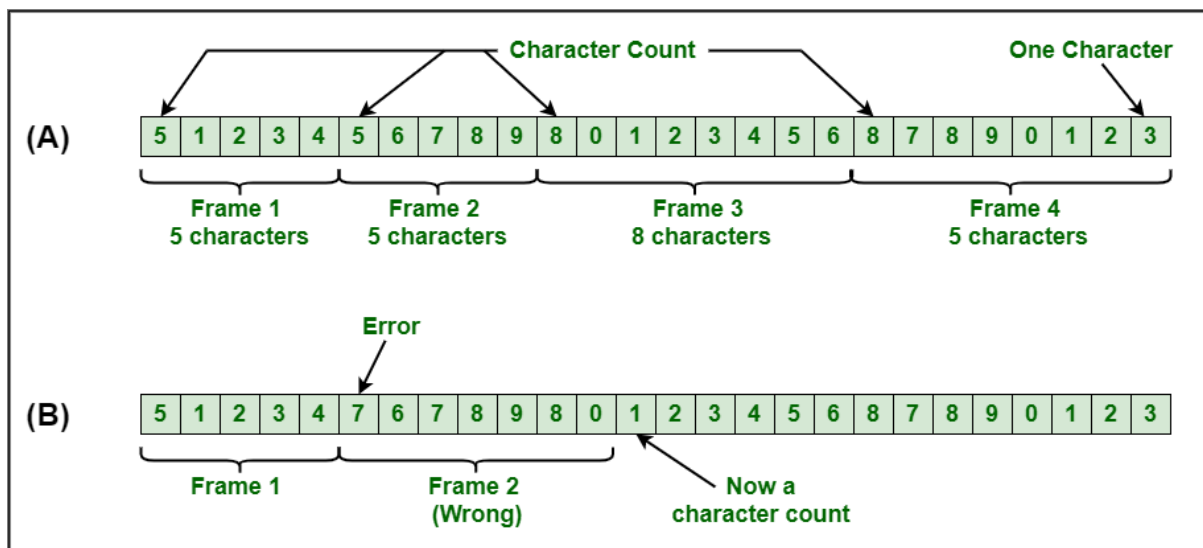 Character Count One Character
(A) 5 1 2 3 4 5 6 7 8 9 8 0 1 2 3 4 5 6 8 7 8 9 0 1 2 3
Frame 1 Frame 2 Frame 3 Frame 4
5 characters 5 characters 8 characters 5 characters
Error
(B) 5 1 2 3 4 7 6 7 8 9 8 0 1 2 3 4 5 6 8 7 8 9 0 1 2 3
Frame 1 Frame 2 Now a
(Wrong) character count